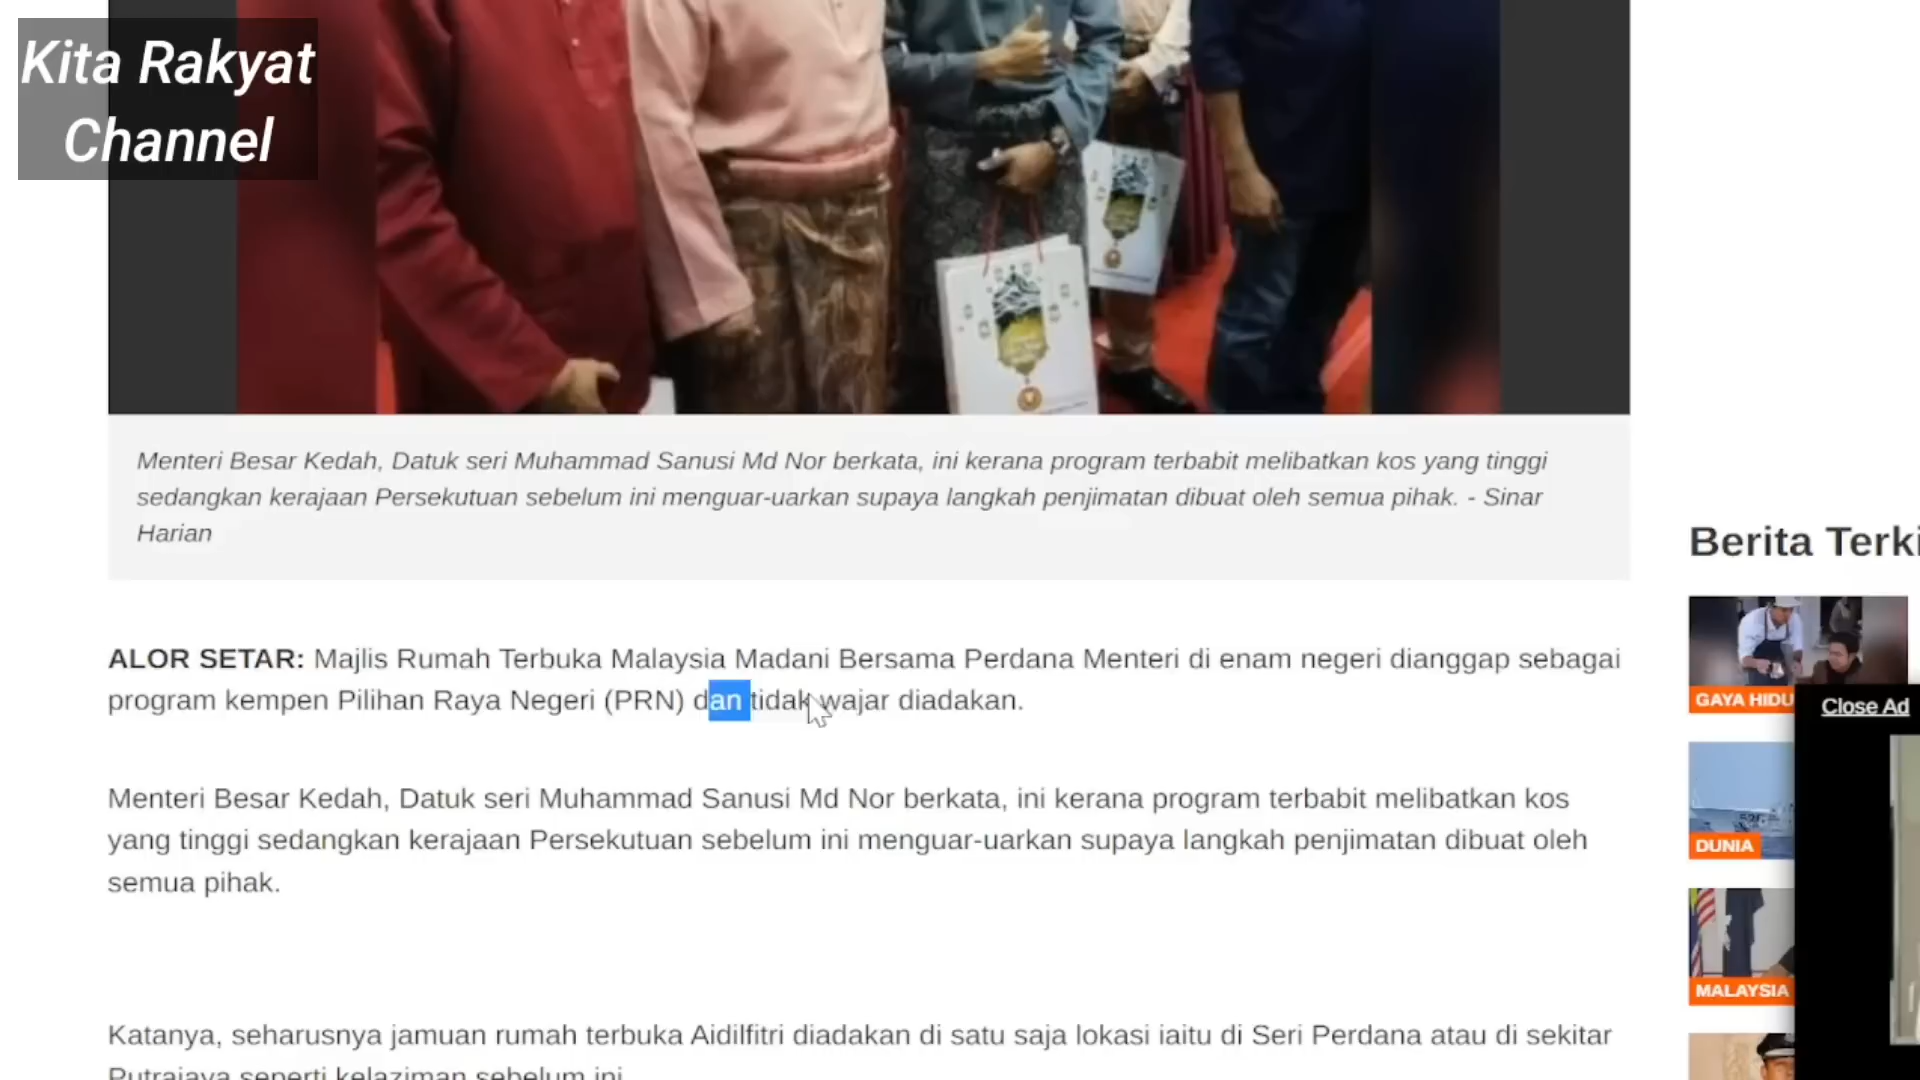 Kita Rakyat
Channel
Menteri Besar Kedah, Datuk seri Muhammad Sanusi Md Nor berkata, ini kerana program terbabit melibatkan kos yang tinggi
sedangkan kerajaan Persekutuan sebelum ini menguar-uarkan supaya langkah penjimatan dibuat oleh semua pihak. - Sinar
Harian
ALOR SETAR: Majlis Rumah Terbuka Malaysia Madani Bersama Perdana Menteri di enam negeri dianggap sebagai
program kempen Pilihan Raya Negeri (PRN) dan tidak wajar diadakan.
Menteri Besar Kedah, Datuk seri Muhammad Sanusi Md Nor berkata, ini kerana program terbabit melibatkan kos
yang tinggi sedangkan kerajaan Persekutuan sebelum ini menguar-uarkan supaya langkah penjimatan dibuat oleh
semua pihak.
Katanya, seharusnya jamuan rumah terbuka Aidilfitri diadakan di satu saja lokasi iaitu di Seri Perdana atau di sekitar
Putrajaya seperti kelaziman sebelum ini.
Berita Terki
GAYA HIDU
Close Ad
DUNIA
MALAYSIA